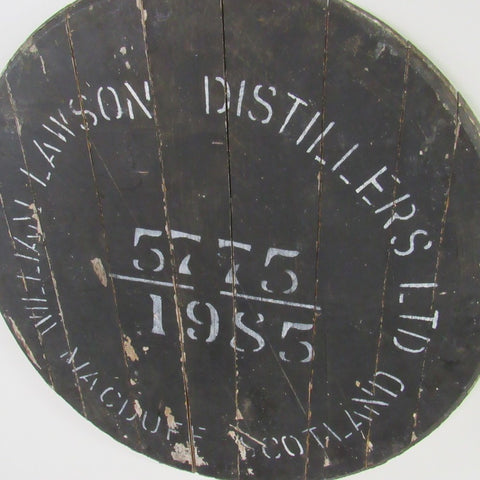 WILLIAM LAWSON DISTILLERS LTD
5775
1985
MACDUFF SCOTLAND